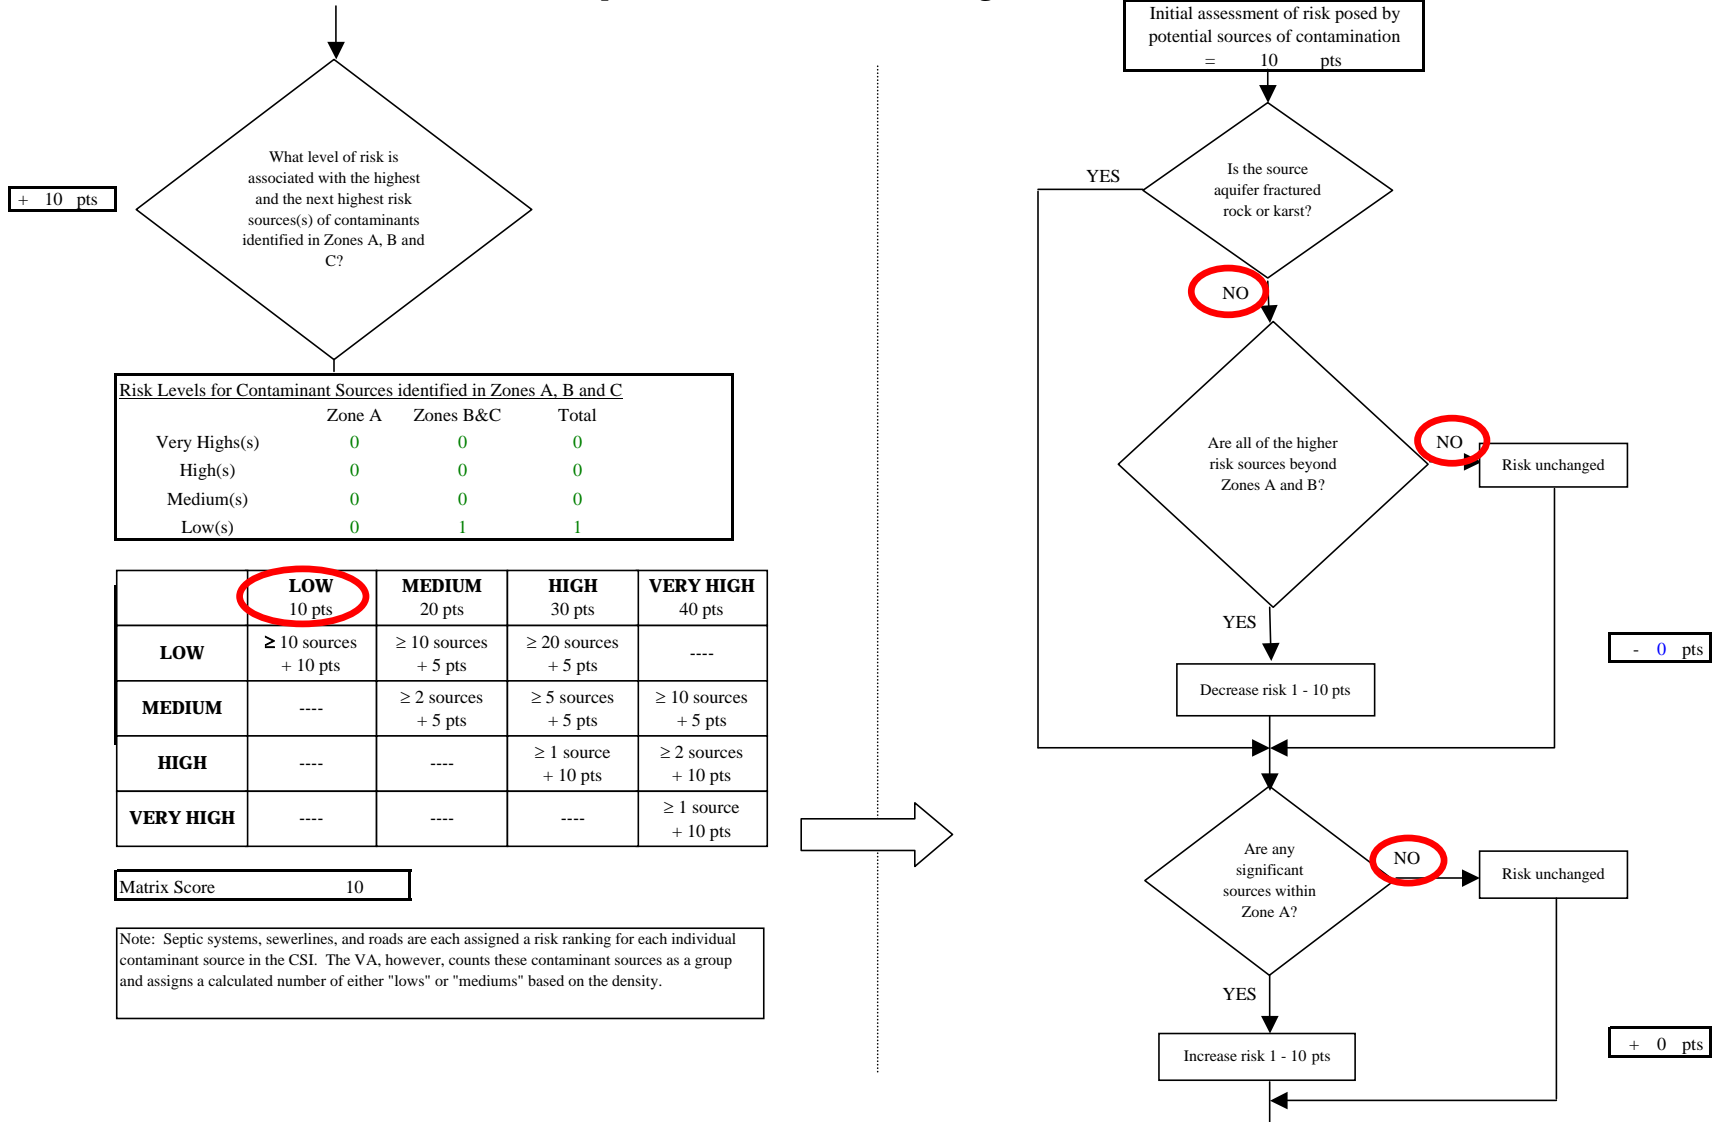 + 10 pts
What level of risk is
associated with the highest
and the next highest risk
sources(s) of contaminants
identified in Zones A, B and
C?
Risk Levels for Contaminant Sources identified in Zones A, B and C
Zone A Zones B&C Total
Very Highs(s) 0 0 0
High(s) 0 0 0
Medium(s) 0 0 0
Low(s) 0 1 1
LOW MEDIUM HIGH VERY HIGH
10 pts 20 pts 30 pts 40 pts
LOW ≥ 10 sources + 10 pts ≥ 10 sources + 5 pts ≥ 20 sources + 5 pts ----
MEDIUM ---- ≥ 2 sources + 5 pts ≥ 5 sources + 5 pts ≥ 10 sources + 5 pts
HIGH ---- ---- ≥ 1 source + 10 pts ≥ 2 sources + 10 pts
VERY HIGH ---- ---- ---- ≥ 1 source + 10 pts
Matrix Score 10
Note: Septic systems, sewerlines, and roads are each assigned a risk ranking for each individual
contaminant source in the CSI. The VA, however, counts these contaminant sources as a group
and assigns a calculated number of either "lows" or "mediums" based on the density.
Initial assessment of risk posed by
potential sources of contamination
= 10 pts
Is the source
aquifer fractured
rock or karst?
YES
NO
Are all of the higher
risk sources beyond
Zones A and B?
NO
Risk unchanged
YES
Decrease risk 1 - 10 pts
- 0 pts
Are any
significant
sources within
Zone A?
NO
Risk unchanged
YES
Increase risk 1 - 10 pts
+ 0 pts